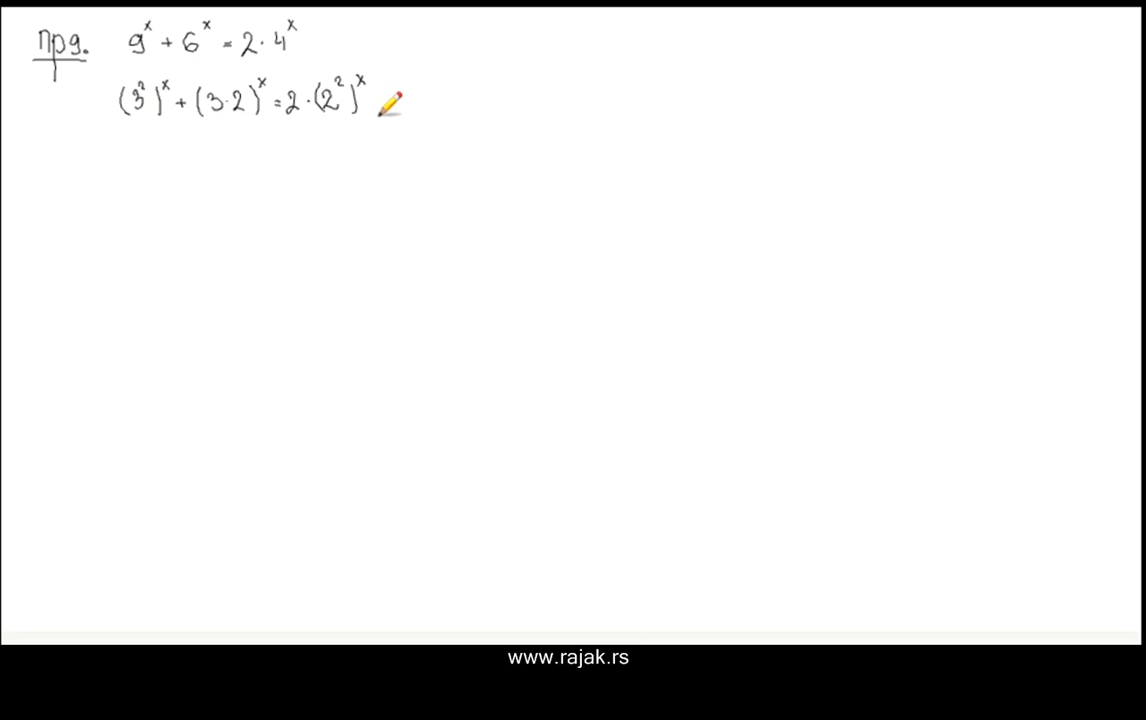 Пр9. 9^x + 6^x = 2·4^x
(3^2)^x + (3·2)^x = 2·(2^2)^x
www.rajak.rs